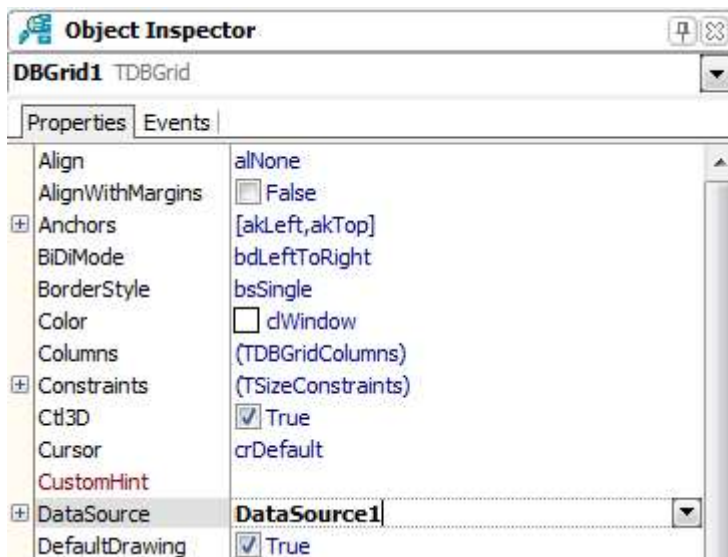 Object Inspector
DBGrid1 TDBGrid
Properties Events
Align alNone
AlignWithMargins False
Anchors [akLeft,akTop]
BiDiMode bdLeftToRight
BorderStyle bsSingle
Color clWindow
Columns (TDBGridColumns)
Constraints (TSizeConstraints)
Ctl3D True
Cursor crDefault
CustomHint
DataSource DataSource1
DefaultDrawing True